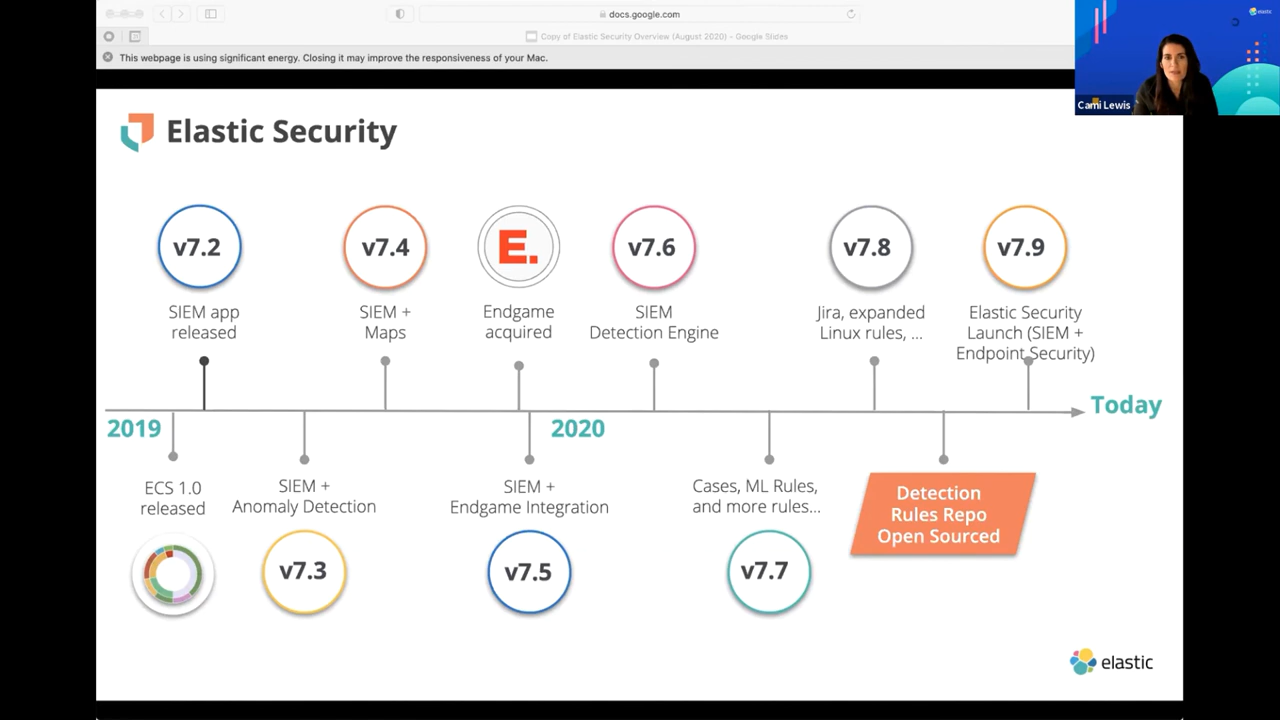 docs.google.com
Copy of Elastic Security Overview (August 2020) – Google Slides
This webpage is using significant energy. Closing it may improve the responsiveness of your Mac.
elastic
Cami Lewis
Elastic Security
v7.2
v7.4
E.
v7.6
v7.8
v7.9
SIEM app
released
SIEM +
Maps
Endgame
acquired
SIEM
Detection Engine
Jira, expanded
Linux rules, ...
Elastic Security
Launch (SIEM +
Endpoint Security)
2019
2020
Today
ECS 1.0
released
SIEM +
Anomaly Detection
SIEM +
Endgame Integration
Cases, ML Rules,
and more rules...
Detection
Rules Repo
Open Sourced
v7.3
v7.5
v7.7
elastic